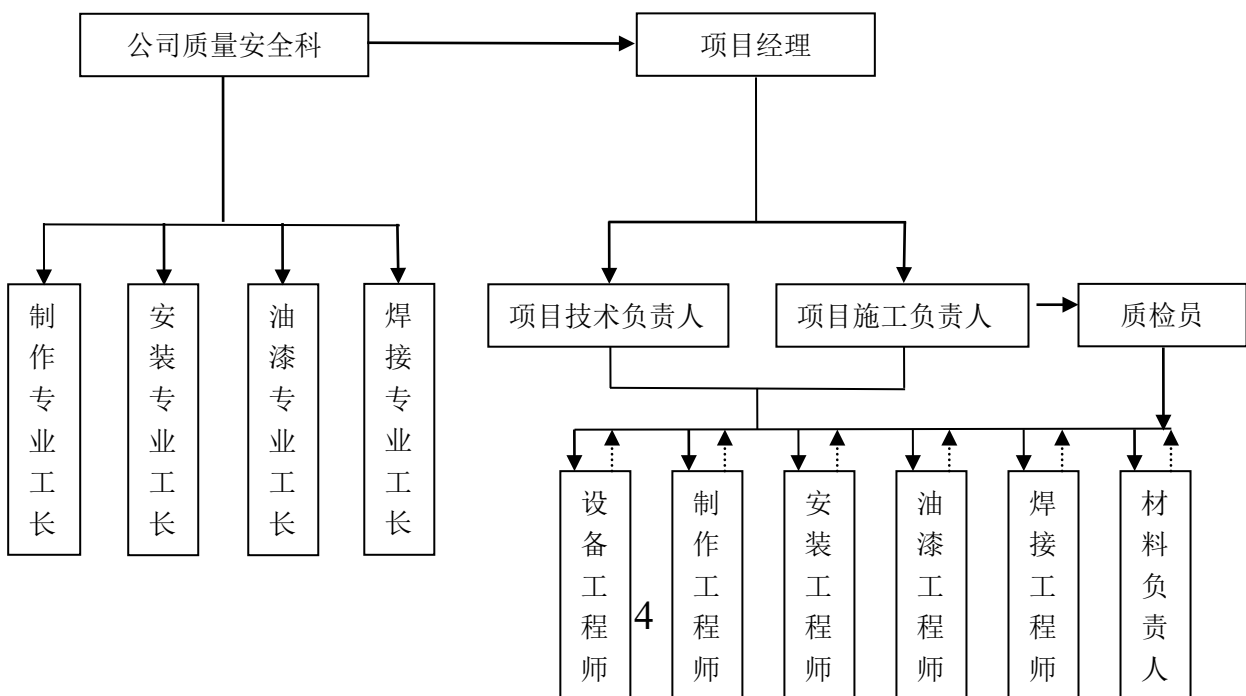 公司质量安全科
项目经理
项目技术负责人
项目施工负责人
质检员
制作专业工长
安装专业工长
油漆专业工长
焊接专业工长
设备工程师
制作工程师
安装工程师
油漆工程师
焊接工程师
材料负责人
4